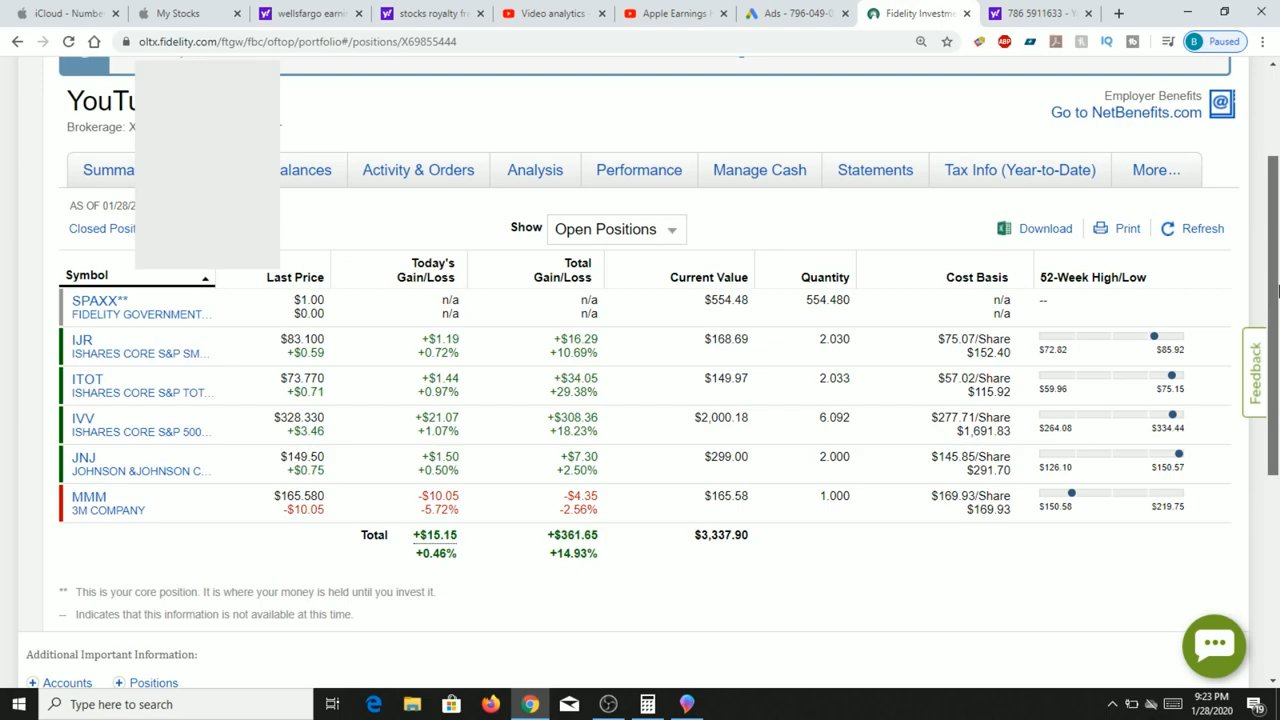 iCloud - Numbe
My Stocks
wellsfargo earni
stocks royalty fr
Video analytics -
Apple Earnings
Ads - 796-049-0
Fidelity Investme
786 5911633 - Y
oltx.fidelity.com/ftgw/fbc/oftop/portfolio#/positions/X69855444
ABP
IQ
B Paused
YouTu
Brokerage: X
Employer Benefits
Go to NetBenefits.com
Summa
alances
Activity & Orders
Analysis
Performance
Manage Cash
Statements
Tax Info (Year-to-Date)
More...
AS OF 01/28/2
Closed Posit
Show Open Positions
Download
Print
Refresh
Symbol
Last Price
Today's
Gain/Loss
Total
Gain/Loss
Current Value
Quantity
Cost Basis
52-Week High/Low
SPAXX** $1.00 n/a n/a $554.48 554.480 n/a --
FIDELITY GOVERNMENT... $0.00 n/a n/a n/a
IJR $83.100 +$1.19 +$16.29 $168.69 2.030 $75.07/Share
ISHARES CORE S&P SM... +$0.59 +0.72% +10.69% $152.40 $72.82 $85.92
ITOT $73.770 +$1.44 +$34.05 $149.97 2.033 $57.02/Share
ISHARES CORE S&P TOT... +$0.71 +0.97% +29.38% $115.92 $59.96 $75.15
IVV $328.330 +$21.07 +$308.36 $2,000.18 6.092 $277.71/Share
ISHARES CORE S&P 500... +$3.46 +1.07% +18.23% $1,691.83 $264.08 $334.44
JNJ $149.50 +$1.50 +$7.30 $299.00 2.000 $145.85/Share
JOHNSON &JOHNSON C... +$0.75 +0.50% +2.50% $291.70 $126.10 $150.57
MMM $165.580 -$10.05 -$4.35 $165.58 1.000 $169.93/Share
3M COMPANY -$10.05 -5.72% -2.56% $169.93 $150.58 $219.75
Total +$15.15 +$361.65 $3,337.90
+0.46% +14.93%
** This is your core position. It is where your money is held until you invest it.
-- Indicates that this information is not available at this time.
Additional Important Information:
Accounts
Positions
Feedback
Type here to search
9:23 PM
1/28/2020
19